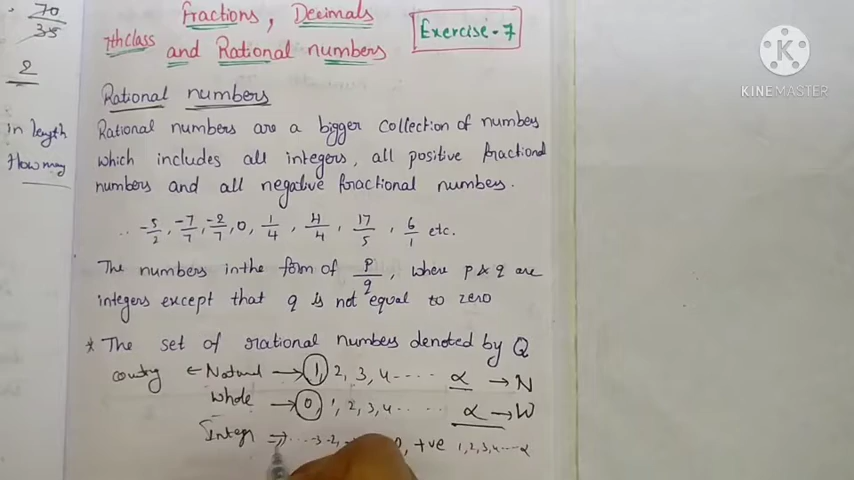 70
35
2
in length
How many
Fractions, Decimals
7th class and Rational numbers
Exercise-7
K
KINEMASTER
Rational numbers
Rational numbers are a bigger collection of numbers
which includes all integers, all positive fractional
numbers and all negative fractional numbers.
-5/2, -7/7, -2/7, 0, 1/4, 4/4, 17/5, 6/1 etc.
The numbers in the form of p/q, where p & q are
integers except that q is not equal to zero
* The set of rational numbers denoted by Q
country ← Natural → 1, 2, 3, 4 ---- α → N
Whole → 0, 1, 2, 3, 4 ---- α → W
Integ ⇒ ... -3 -2, 0, +ve 1, 2, 3, 4 ---- α